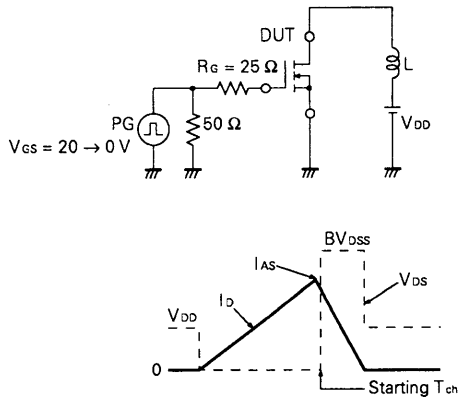 DUT
RG = 25 Ω
L
PG
50 Ω
VDD
VGS = 20 → 0 V
BVDSS
IAS
VDS
ID
VDD
0
Starting Tch